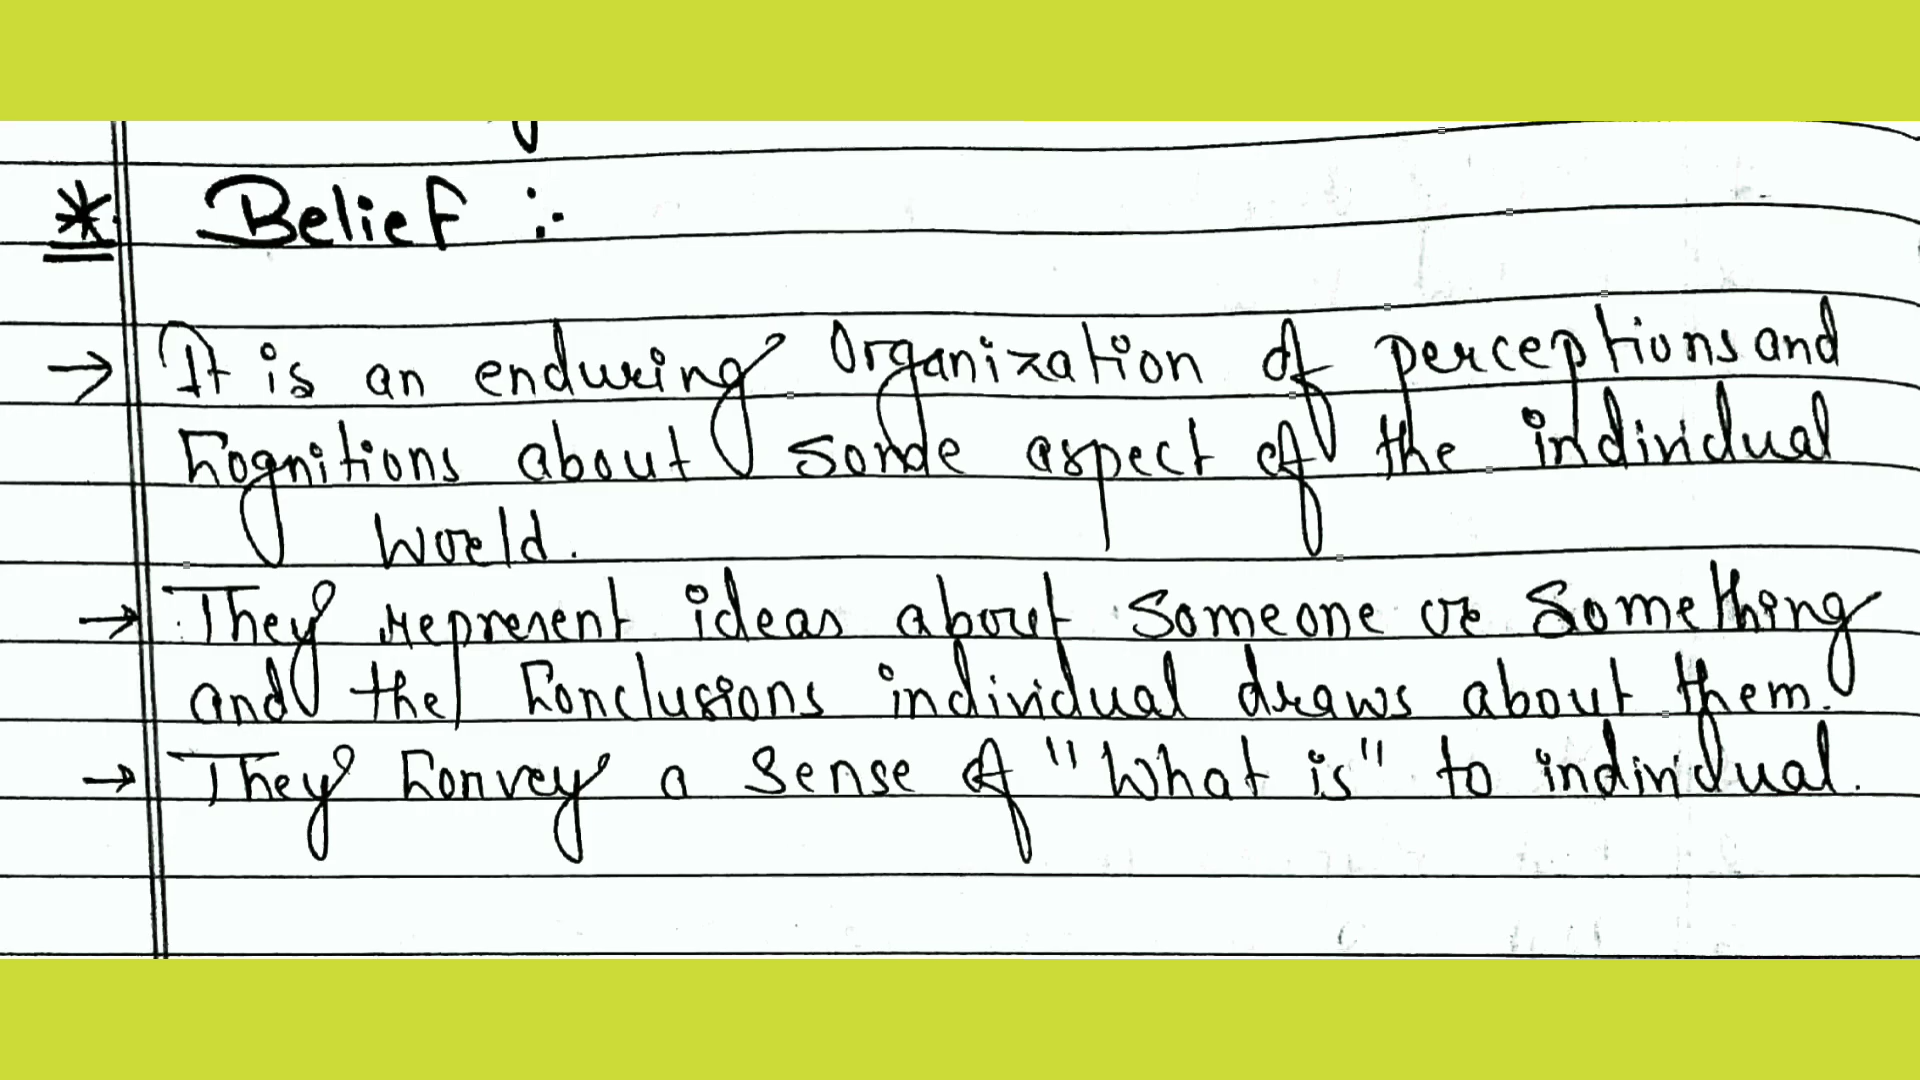 * Belief :-
→ It is an enduring Organization of perceptions and
Cognitions about some aspect of the individual
World.
→ They represent ideas about someone or Something
and the Conclusions individual draws about them.
→ They Convey a Sense of "What is" to individual.